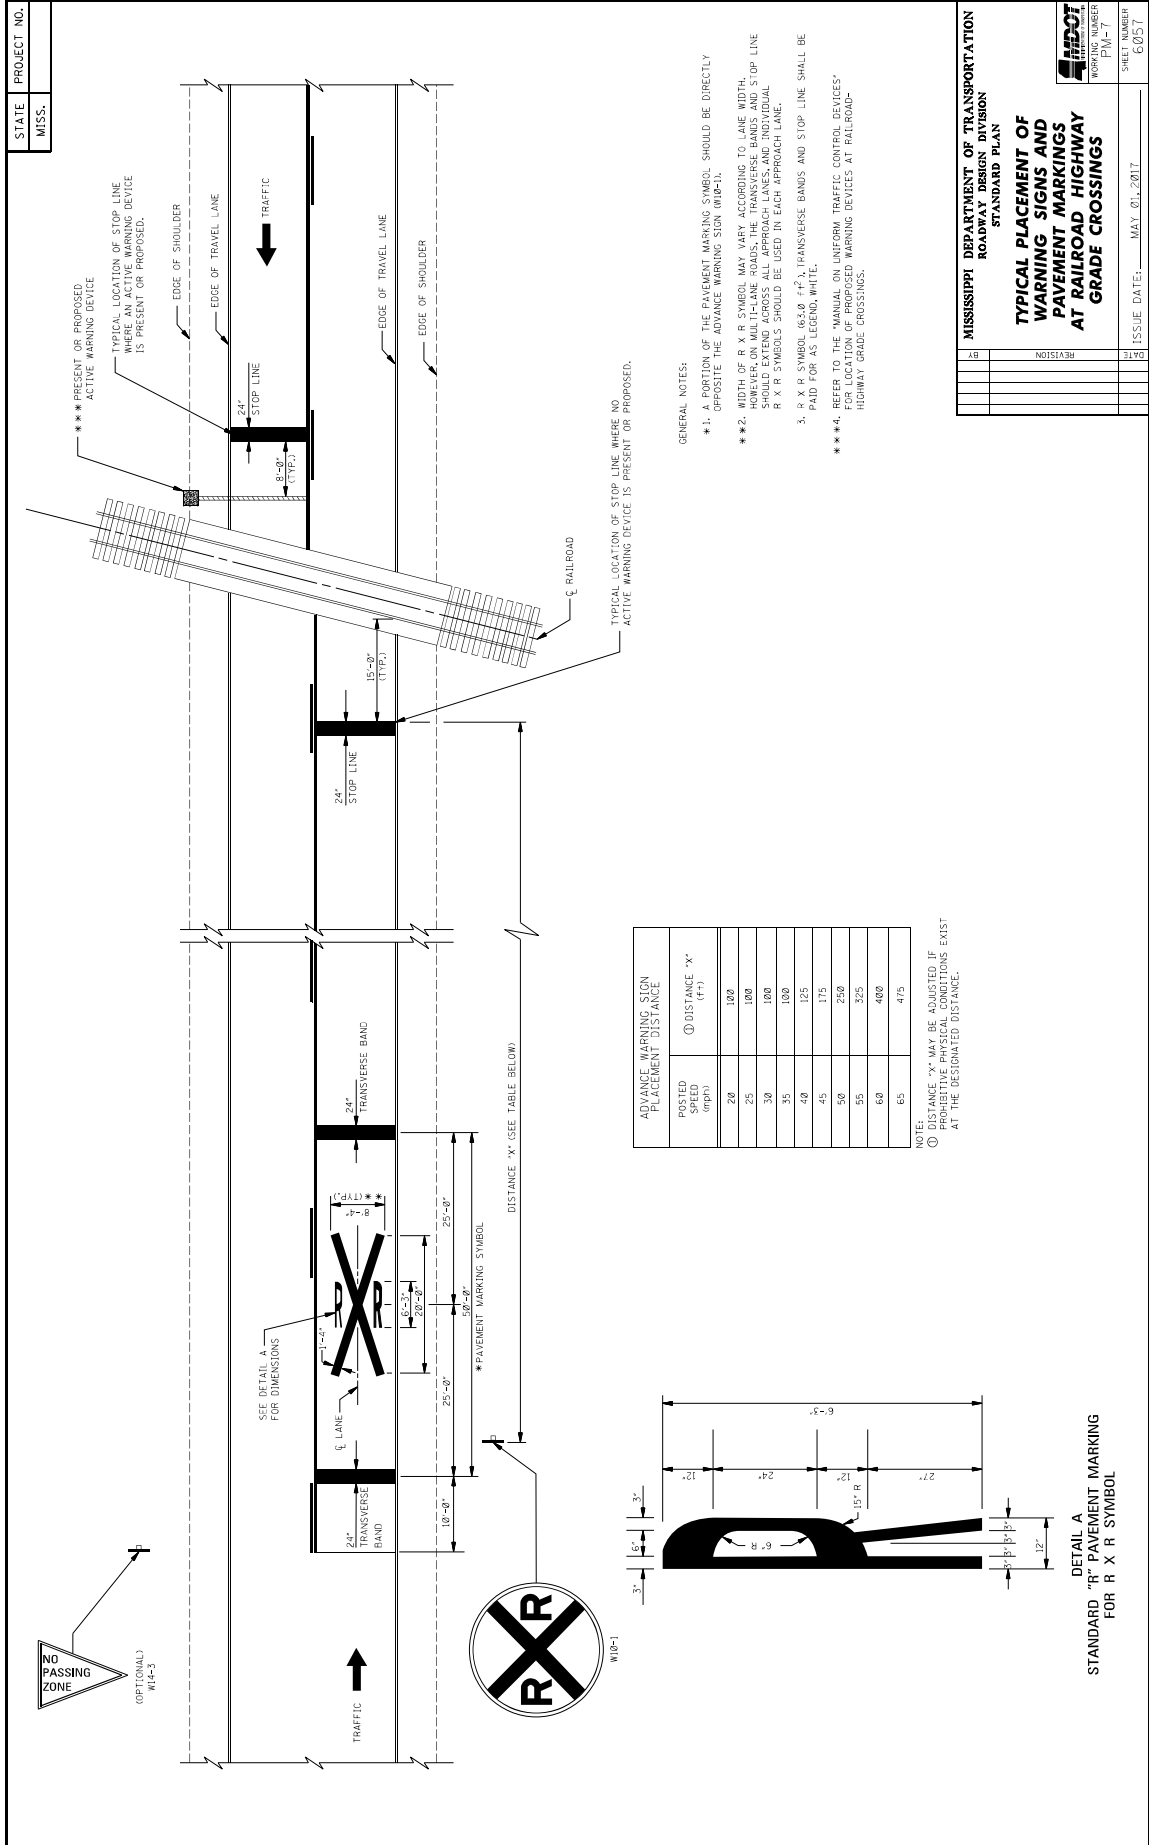 STATE PROJECT NO.
MISS.
* * * PRESENT OR PROPOSED
ACTIVE WARNING DEVICE
TYPICAL LOCATION OF STOP LINE
WHERE AN ACTIVE WARNING DEVICE
IS PRESENT OR PROPOSED.
EDGE OF SHOULDER
EDGE OF TRAVEL LANE
TRAFFIC
24"
STOP LINE
8'-0"
(TYP.)
EDGE OF TRAVEL LANE
EDGE OF SHOULDER
℄ RAILROAD
15'-0"
(TYP.)
TYPICAL LOCATION OF STOP LINE WHERE NO
ACTIVE WARNING DEVICE IS PRESENT OR PROPOSED.
24"
STOP LINE
24"
TRANSVERSE BAND
8'-4"
* * (TYP.)
SEE DETAIL A
FOR DIMENSIONS
1'-4"
℄ LANE
R
R
6'-3"
20'-0"
25'-0"
25'-0"
50'-0"
* PAVEMENT MARKING SYMBOL
DISTANCE "X" (SEE TABLE BELOW)
24"
TRANSVERSE
BAND
10'-0"
NO
PASSING
ZONE
(OPTIONAL)
W14-3
TRAFFIC
R R
W10-1
GENERAL NOTES:
* 1. A PORTION OF THE PAVEMENT MARKING SYMBOL SHOULD BE DIRECTLY
OPPOSITE THE ADVANCE WARNING SIGN (W10-1).
* * 2. WIDTH OF R X R SYMBOL MAY VARY ACCORDING TO LANE WIDTH.
HOWEVER, ON MULTI-LANE ROADS, THE TRANSVERSE BANDS AND STOP LINE
SHOULD EXTEND ACROSS ALL APPROACH LANES, AND INDIVIDUAL
R X R SYMBOLS SHOULD BE USED IN EACH APPROACH LANE.
3. R X R SYMBOL (63.0 ft²), TRANSVERSE BANDS AND STOP LINE SHALL BE
PAID FOR AS LEGEND, WHITE.
* * * 4. REFER TO THE "MANUAL ON UNIFORM TRAFFIC CONTROL DEVICES"
FOR LOCATION OF PROPOSED WARNING DEVICES AT RAILROAD-
HIGHWAY GRADE CROSSINGS.
ADVANCE WARNING SIGN
PLACEMENT DISTANCE
POSTED
SPEED
(mph)
① DISTANCE "X"
(ft)
20 100
25 100
30 100
35 100
40 125
45 175
50 250
55 325
60 400
65 475
NOTE:
① DISTANCE "X" MAY BE ADJUSTED IF
PROHIBITIVE PHYSICAL CONDITIONS EXIST
AT THE DESIGNATED DISTANCE.
3" 6" 3"
12" 24" 12" 27"
6'-3"
6" R
15" R
3" 3" 3" 3"
12"
DETAIL A
STANDARD "R" PAVEMENT MARKING
FOR R X R SYMBOL
BY
REVISION
DATE
MISSISSIPPI DEPARTMENT OF TRANSPORTATION
ROADWAY DESIGN DIVISION
STANDARD PLAN
TYPICAL PLACEMENT OF
WARNING SIGNS AND
PAVEMENT MARKINGS
AT RAILROAD HIGHWAY
GRADE CROSSINGS
ISSUE DATE: MAY 01, 2017
MDOT
WORKING NUMBER
PM-7
SHEET NUMBER
6057